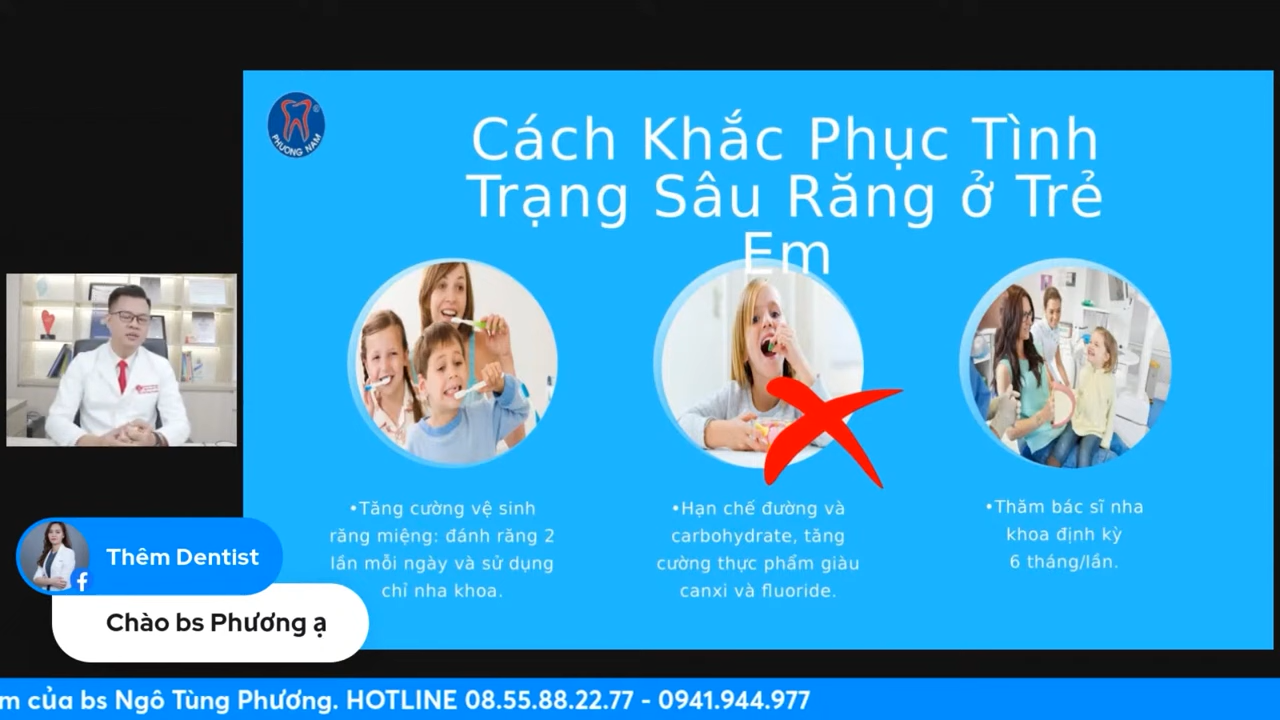 PHƯƠNG NAM
®
Cách Khắc Phục Tình
Trạng Sâu Răng ở Trẻ
Em
•Tăng cường vệ sinh
răng miệng: đánh răng 2
lần mỗi ngày và sử dụng
chỉ nha khoa.
•Hạn chế đường và
carbohydrate, tăng
cường thực phẩm giàu
canxi và fluoride.
•Thăm bác sĩ nha
khoa định kỳ
6 tháng/lần.
Thêm Dentist
Chào bs Phương ạ
m của bs Ngô Tùng Phương. HOTLINE 08.55.88.22.77 - 0941.944.977